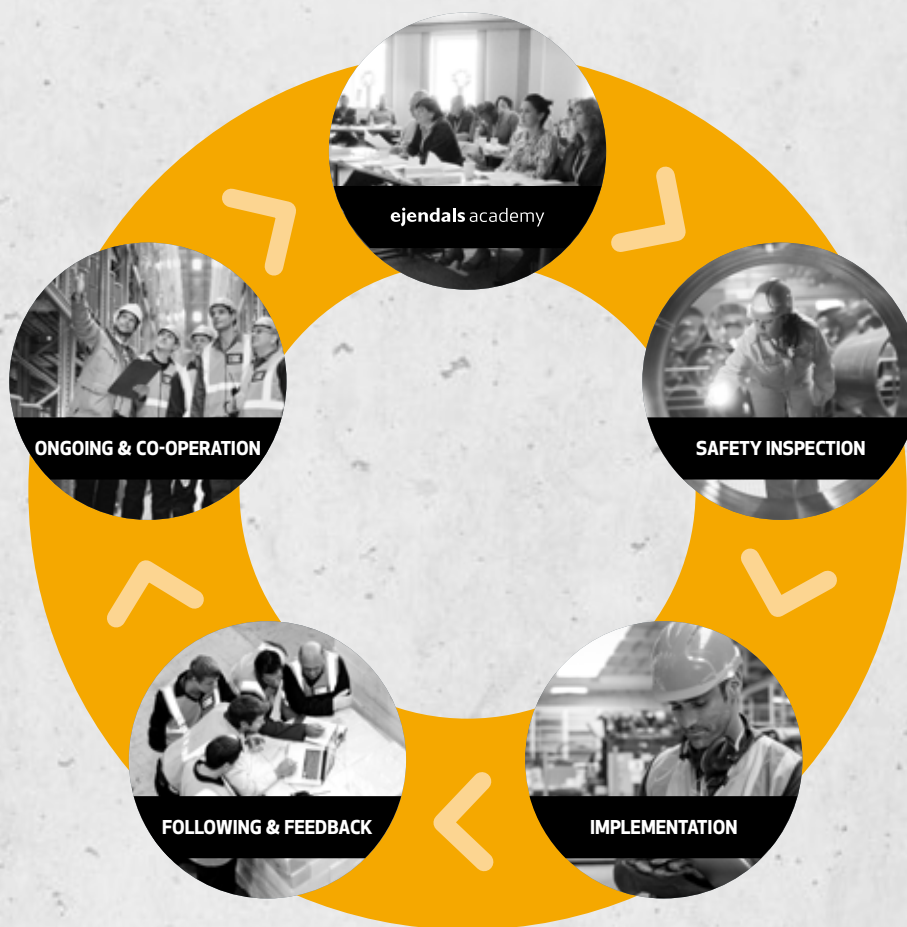 ejendals academy
SAFETY INSPECTION
IMPLEMENTATION
FOLLOWING & FEEDBACK
ONGOING & CO-OPERATION